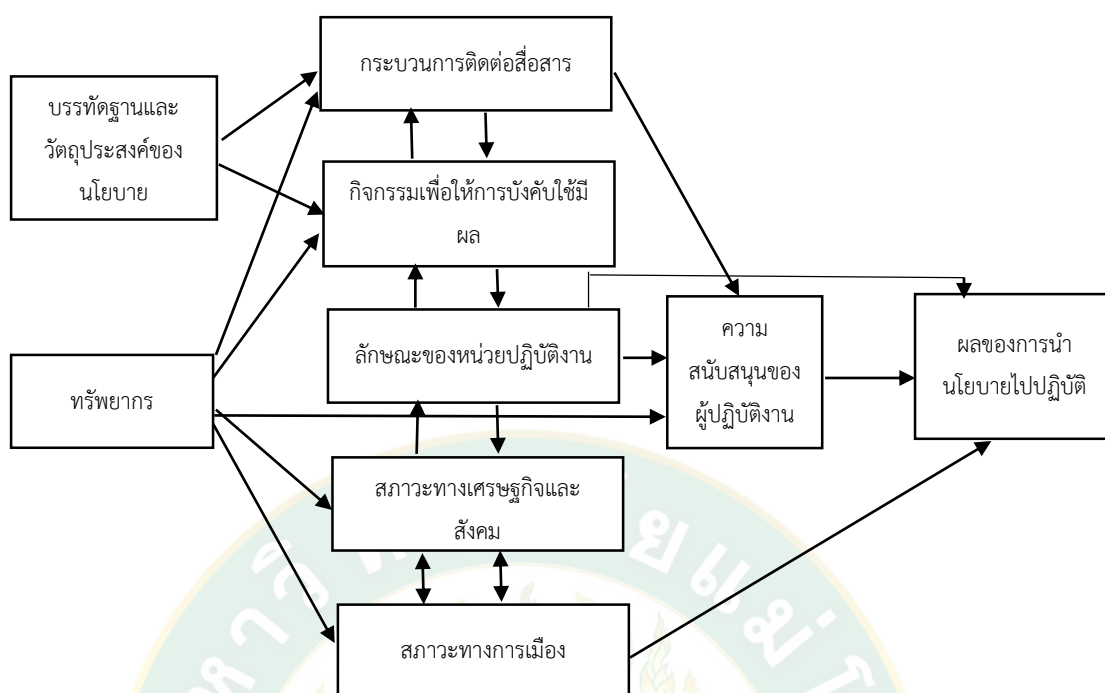 กระบวนการติดต่อสื่อสาร
บรรทัดฐานและ
วัตถุประสงค์ของ
นโยบาย
กิจกรรมเพื่อให้การบังคับใช้มี
ผล
ลักษณะของหน่วยปฏิบัติงาน
ทรัพยากร
ความ
สนับสนุนของ
ผู้ปฏิบัติงาน
ผลของการนำ
นโยบายไปปฏิบัติ
สภาวะทางเศรษฐกิจและ
สังคม
สภาวะทางการเมือง